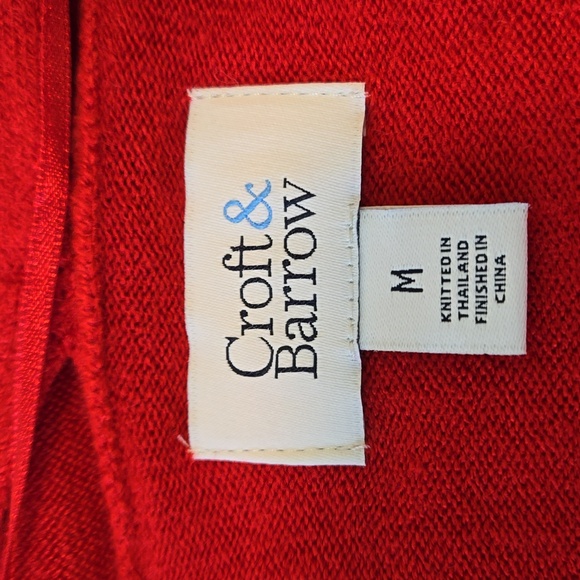 Croft&
Barrow
M
KNITTED IN
THAILAND
FINISHED IN
CHINA